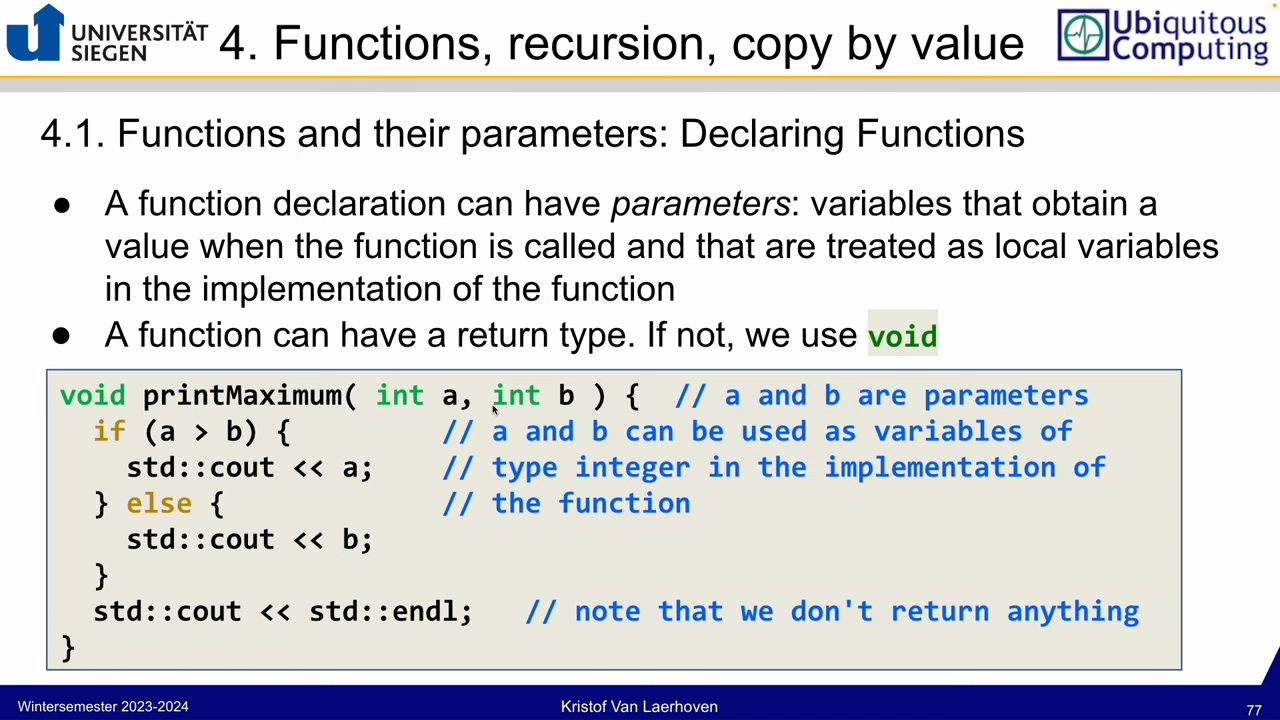 UNIVERSITÄT
SIEGEN
4. Functions, recursion, copy by value
Ubiquitous
Computing
4.1. Functions and their parameters: Declaring Functions
● A function declaration can have parameters: variables that obtain a
value when the function is called and that are treated as local variables
in the implementation of the function
● A function can have a return type. If not, we use void
void printMaximum( int a, int b ) {  // a and b are parameters
  if (a > b) {         // a and b can be used as variables of
    std::cout << a;    // type integer in the implementation of
  } else {             // the function
    std::cout << b;
  }
  std::cout << std::endl;   // note that we don't return anything
}
Wintersemester 2023-2024
Kristof Van Laerhoven
77